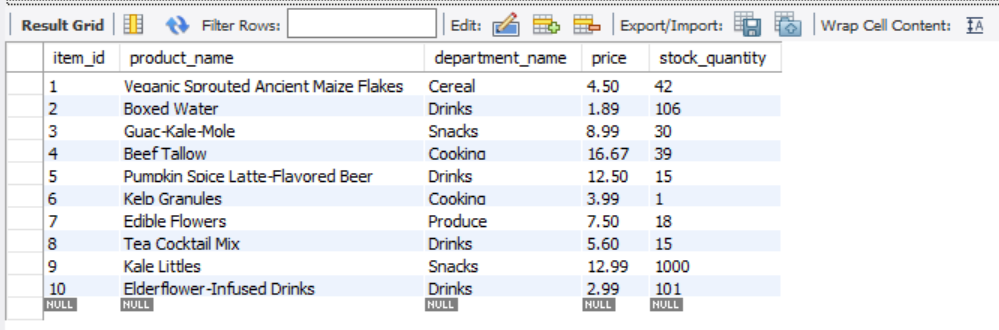 Result Grid Filter Rows: Edit: Export/Import: Wrap Cell Content: IA
item_id product_name department_name price stock_quantity
1 Veganic Sprouted Ancient Maize Flakes Cereal 4.50 42
2 Boxed Water Drinks 1.89 106
3 Guac-Kale-Mole Snacks 8.99 30
4 Beef Tallow Cooking 16.67 39
5 Pumpkin Spice Latte-Flavored Beer Drinks 12.50 15
6 Kelp Granules Cooking 3.99 1
7 Edible Flowers Produce 7.50 18
8 Tea Cocktail Mix Drinks 5.60 15
9 Kale Littles Snacks 12.99 1000
10 Elderflower-Infused Drinks Drinks 2.99 101
NULL NULL NULL NULL NULL